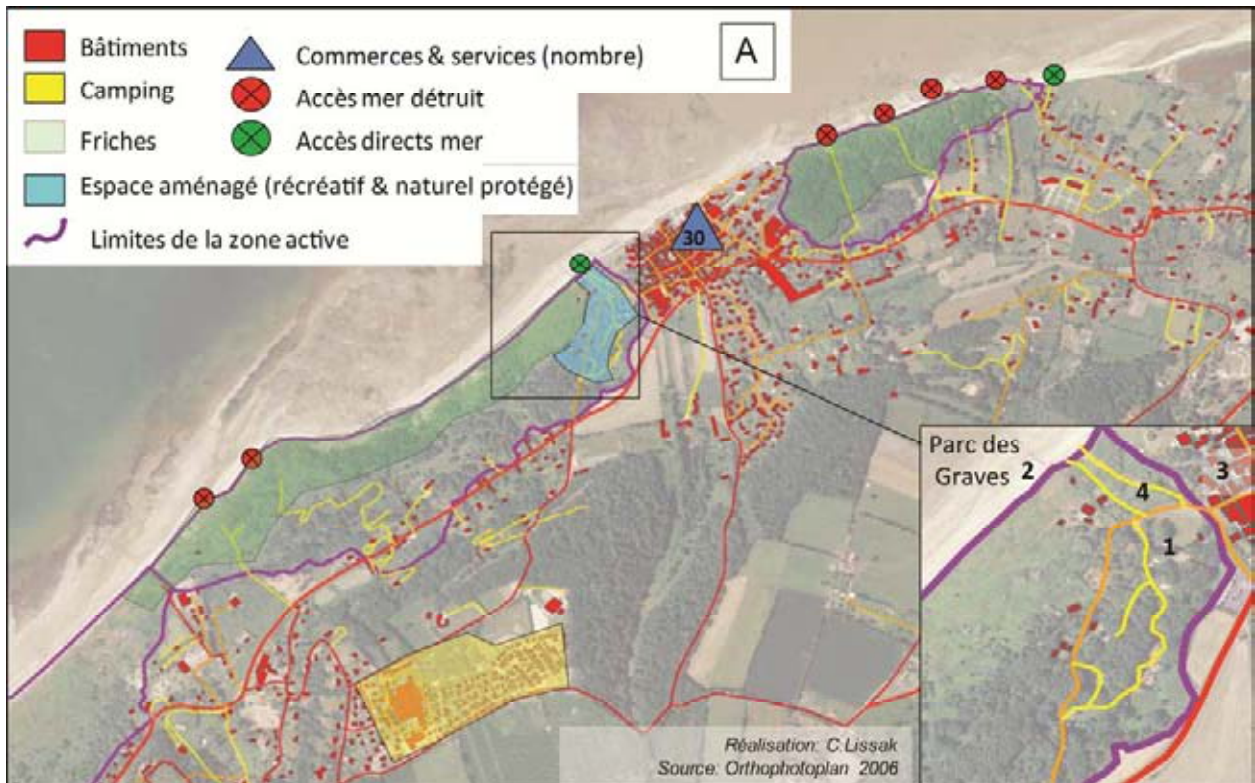 Bâtiments
Camping
Friches
Espace aménagé (récréatif & naturel protégé)
Limites de la zone active
Commerces & services (nombre)
Accès mer détruit
Accès directs mer
A
30
Parc des
Graves
2
3
4
1
Réalisation: C.Lissak
Source: Orthophotoplan 2006